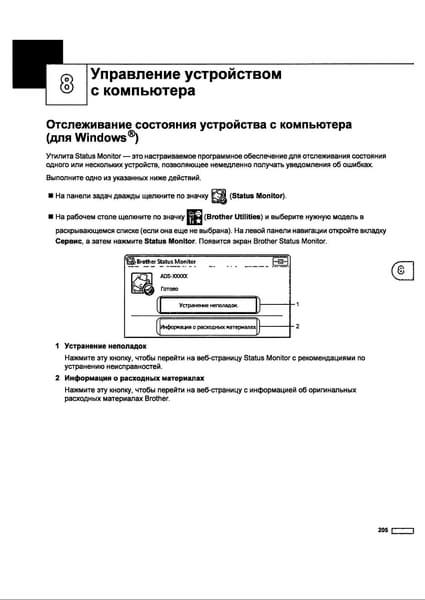 8
Управление устройством
с компьютера
Отслеживание состояния устройства с компьютера
(для Windows®)
Утилита Status Monitor — это настраиваемое программное обеспечение для отслеживания состояния
одного или нескольких устройств, позволяющее немедленно получать уведомления об ошибках.
Выполните одно из указанных ниже действий.
■ На панели задач дважды щелкните по значку (Status Monitor).
■ На рабочем столе щелкните по значку (Brother Utilities) и выберите нужную модель в
раскрывающемся списке (если она еще не выбрана). На левой панели навигации откройте вкладку
Сервис, а затем нажмите Status Monitor. Появится экран Brother Status Monitor.
Brother Status Monitor
ADS-XXXXX
Готово
Устранение неполадок
1
Информация о расходных материалах
2
8
1 Устранение неполадок
Нажмите эту кнопку, чтобы перейти на веб-страницу Status Monitor с рекомендациями по
устранению неисправностей.
2 Информация о расходных материалах
Нажмите эту кнопку, чтобы перейти на веб-страницу с информацией об оригинальных
расходных материалах Brother.
205